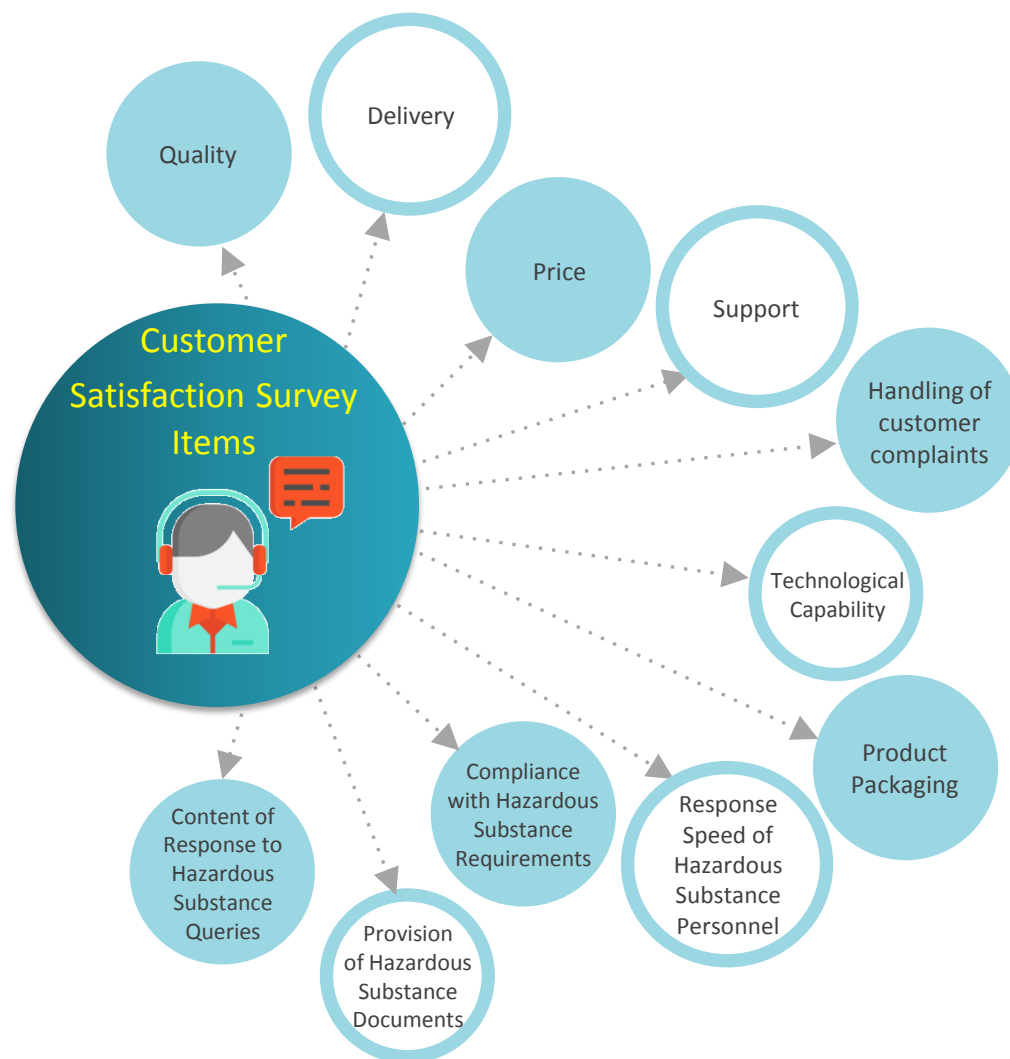 Customer
Satisfaction Survey
Items
Quality
Delivery
Price
Support
Handling of
customer
complaints
Technological
Capability
Product
Packaging
Response
Speed of
Hazardous
Substance
Personnel
Compliance
with Hazardous
Substance
Requirements
Provision
of Hazardous
Substance
Documents
Content of
Response to
Hazardous
Substance
Queries